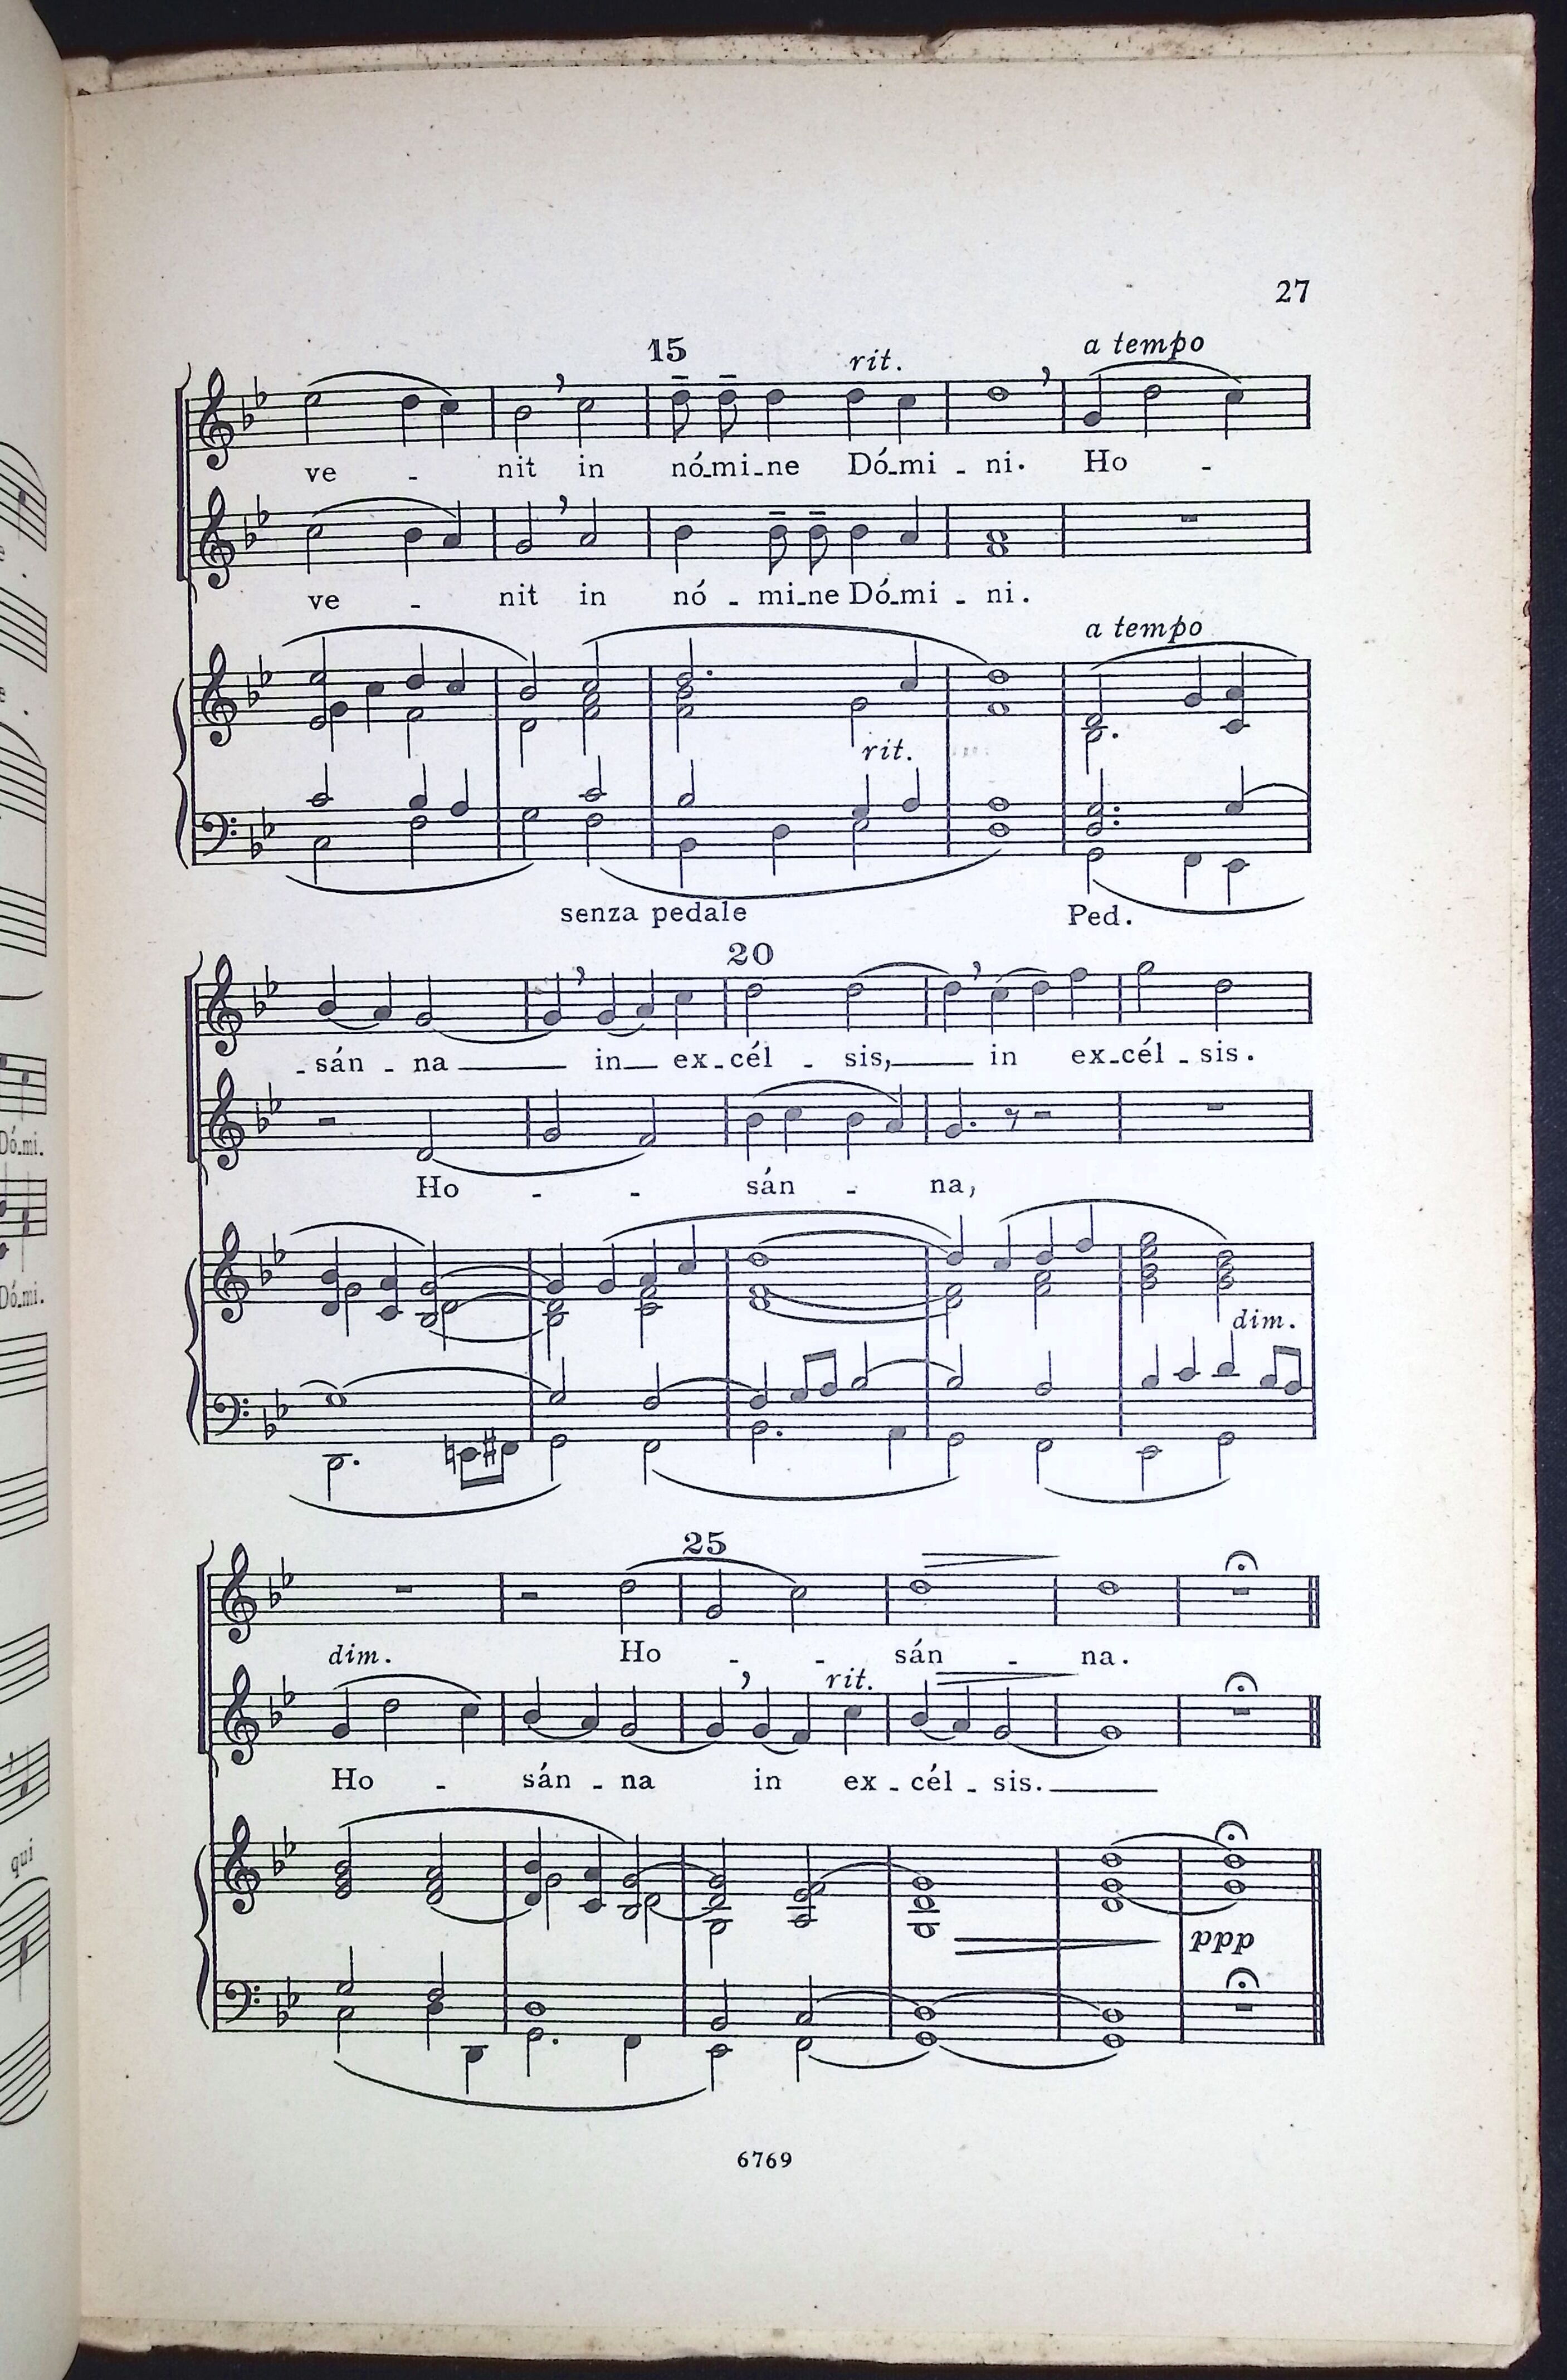 27
15
rit.
a tempo
ve - nit in nó-mi-ne Dó-mi - ni. Ho -
ve - nit in nó - mi-ne Dó-mi - ni.
a tempo
rit.
senza pedale
Ped.
20
- sán - na in ex-cél - sis, in ex-cél - sis.
Dó-mi.
Ho - - sán - na,
Dó-mi.
dim.
25
dim.
Ho - - sán - na.
rit.
Ho - sán - na in ex - cél - sis.
qui
ppp
6769